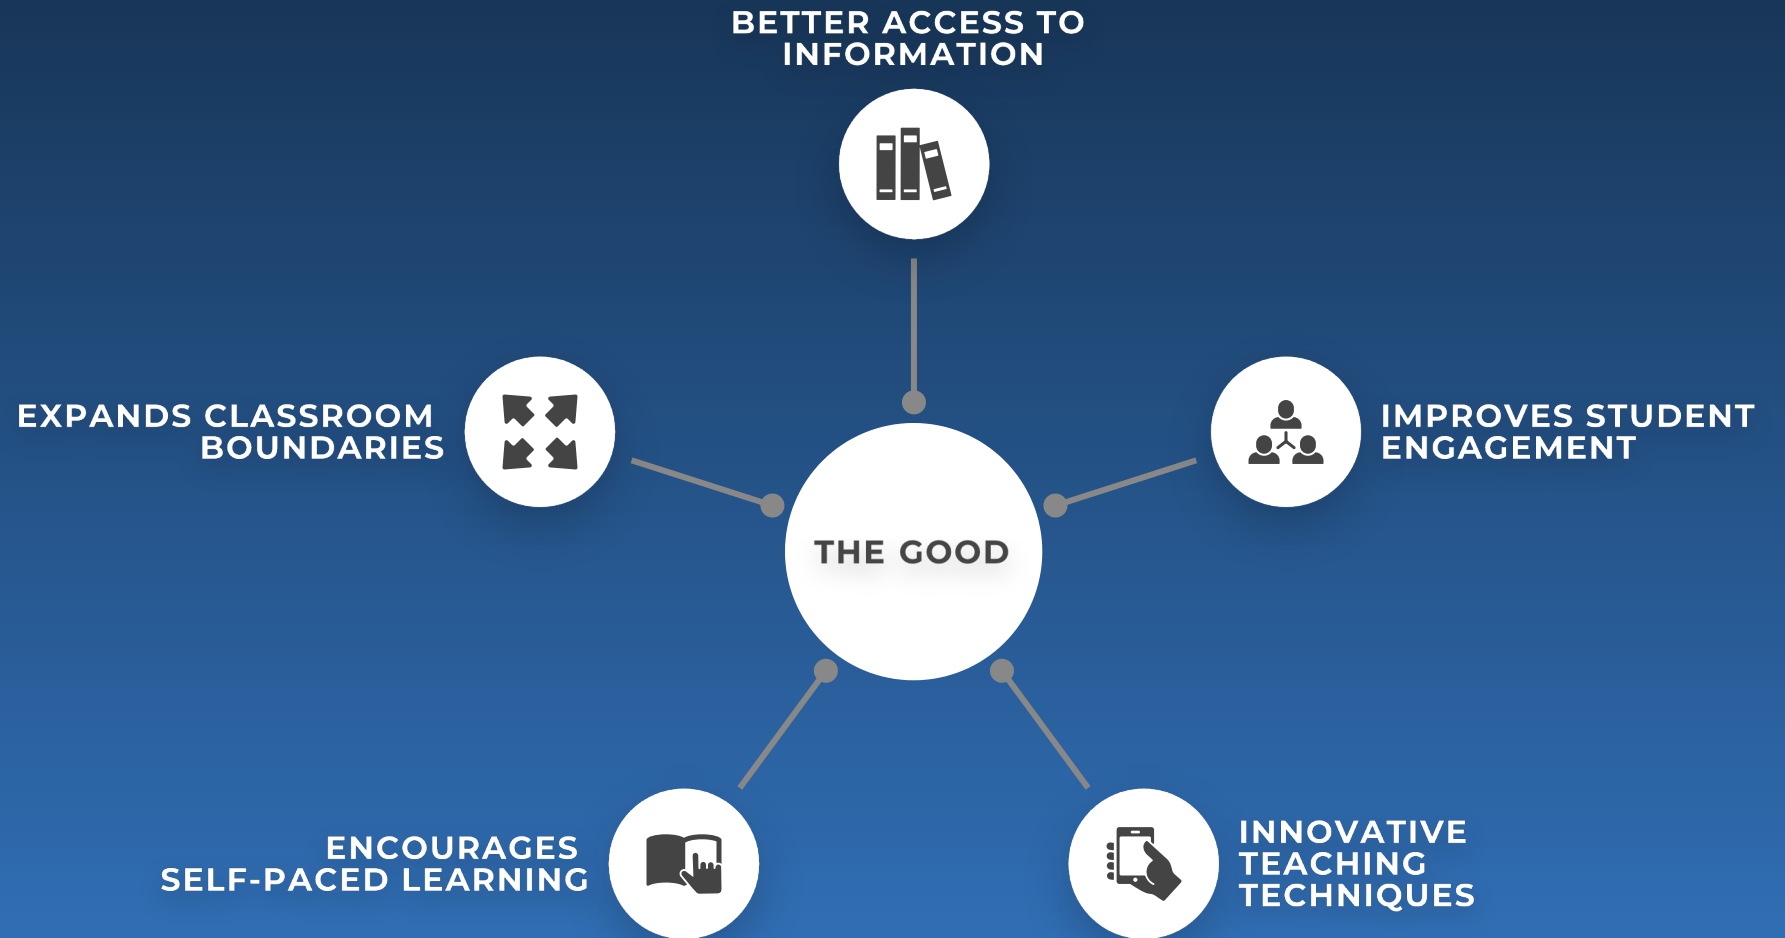 BETTER ACCESS TO
INFORMATION
EXPANDS CLASSROOM
BOUNDARIES
IMPROVES STUDENT
ENGAGEMENT
THE GOOD
ENCOURAGES
SELF-PACED LEARNING
INNOVATIVE
TEACHING
TECHNIQUES